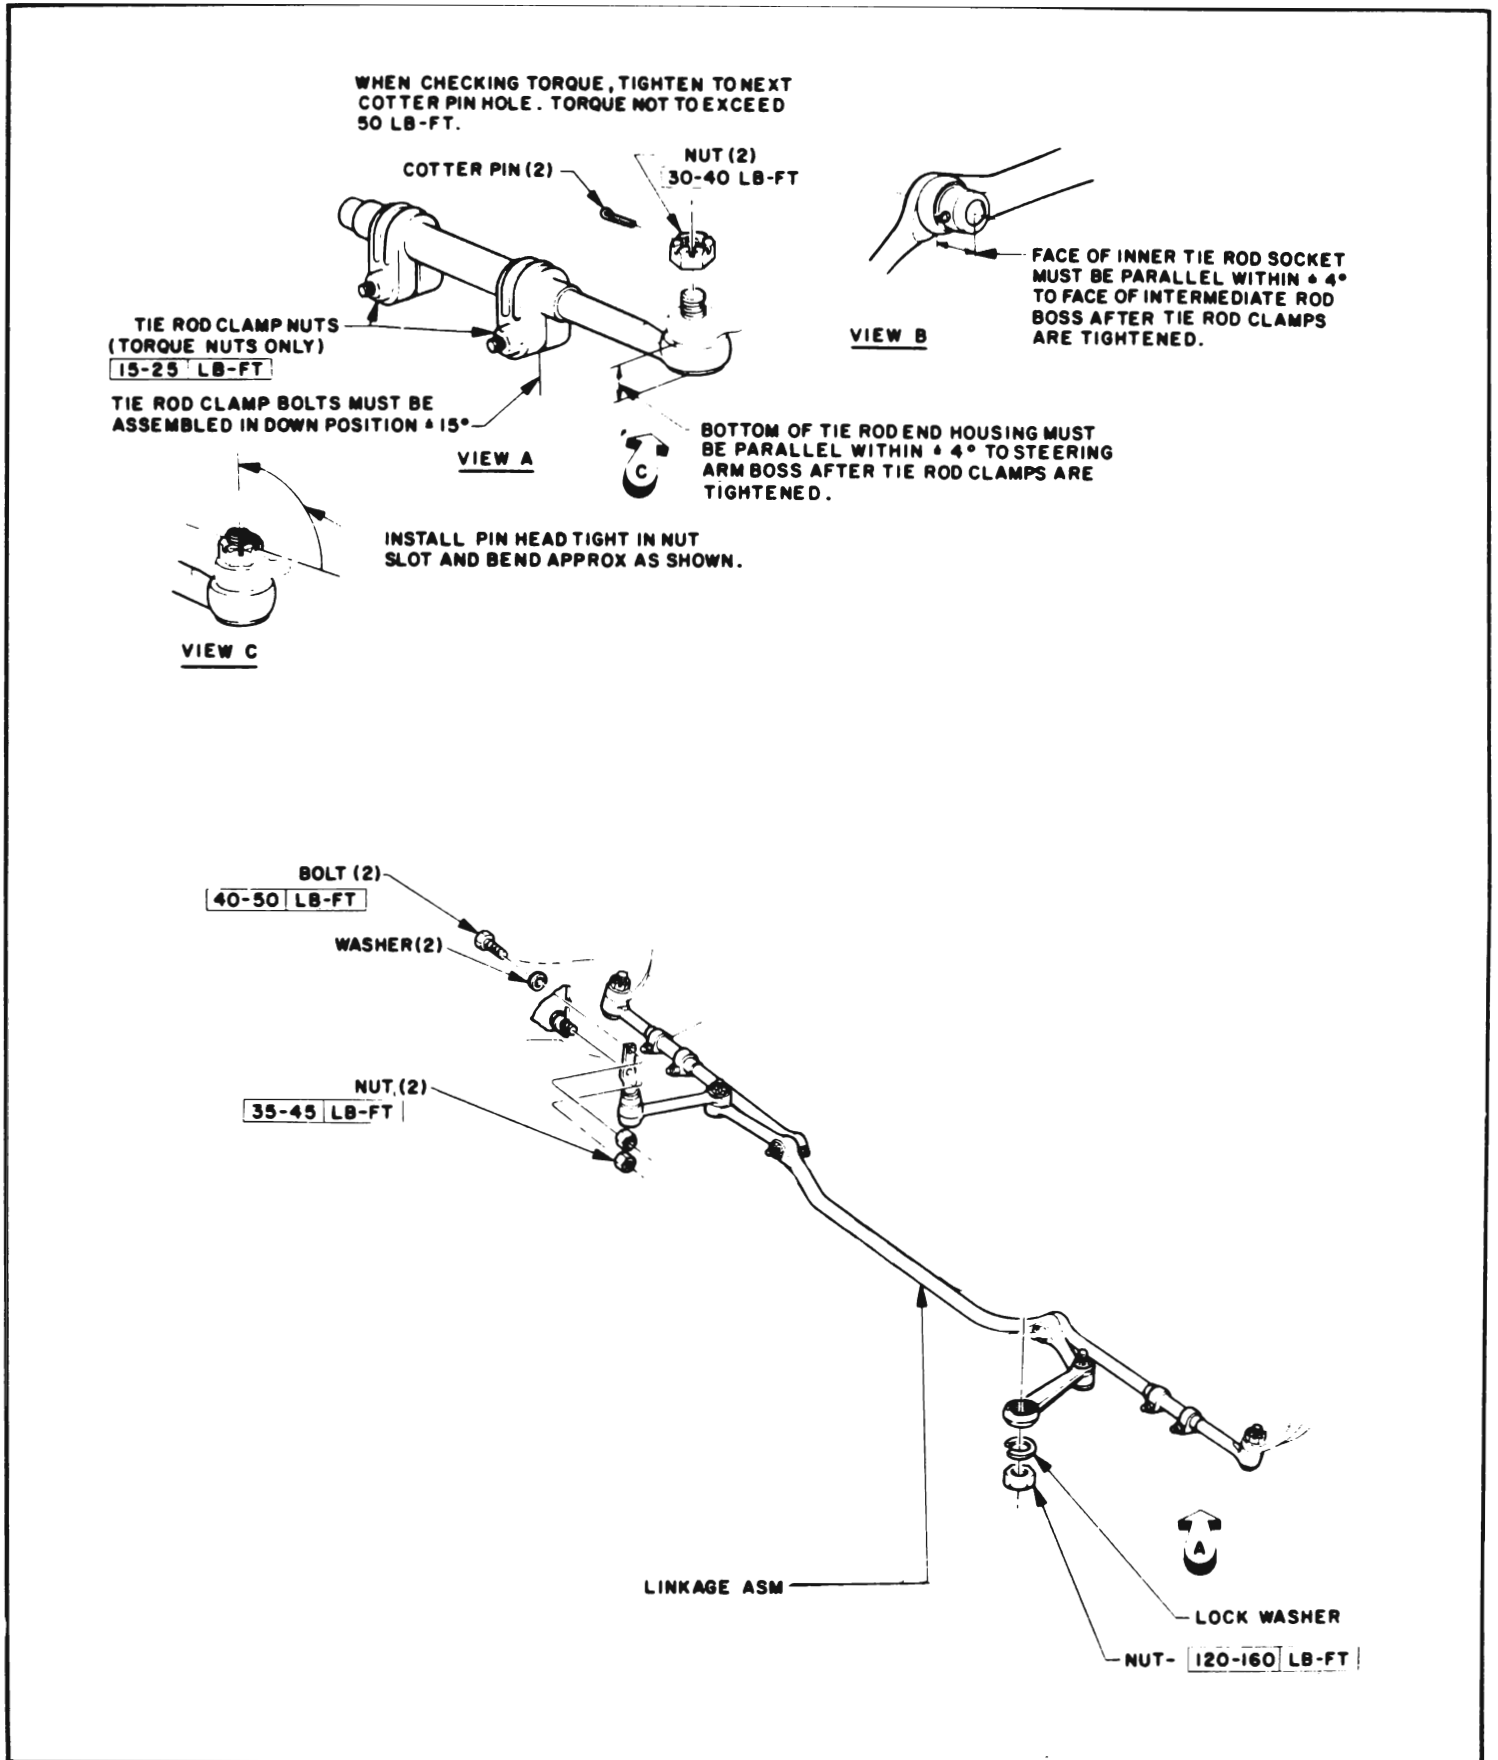 WHEN CHECKING TORQUE, TIGHTEN TO NEXT
COTTER PIN HOLE. TORQUE NOT TO EXCEED
50 LB-FT.
COTTER PIN (2)
NUT (2)
30-40 LB-FT
TIE ROD CLAMP NUTS
(TORQUE NUTS ONLY)
15-25 LB-FT
TIE ROD CLAMP BOLTS MUST BE
ASSEMBLED IN DOWN POSITION ± 15°
VIEW A
FACE OF INNER TIE ROD SOCKET
MUST BE PARALLEL WITHIN ± 4°
TO FACE OF INTERMEDIATE ROD
BOSS AFTER TIE ROD CLAMPS
ARE TIGHTENED.
VIEW B
BOTTOM OF TIE ROD END HOUSING MUST
BE PARALLEL WITHIN ± 4° TO STEERING
ARM BOSS AFTER TIE ROD CLAMPS ARE
TIGHTENED.
C
INSTALL PIN HEAD TIGHT IN NUT
SLOT AND BEND APPROX AS SHOWN.
VIEW C
BOLT (2)
40-50 LB-FT
WASHER (2)
NUT (2)
35-45 LB-FT
LINKAGE ASM
A
LOCK WASHER
NUT- 120-160 LB-FT